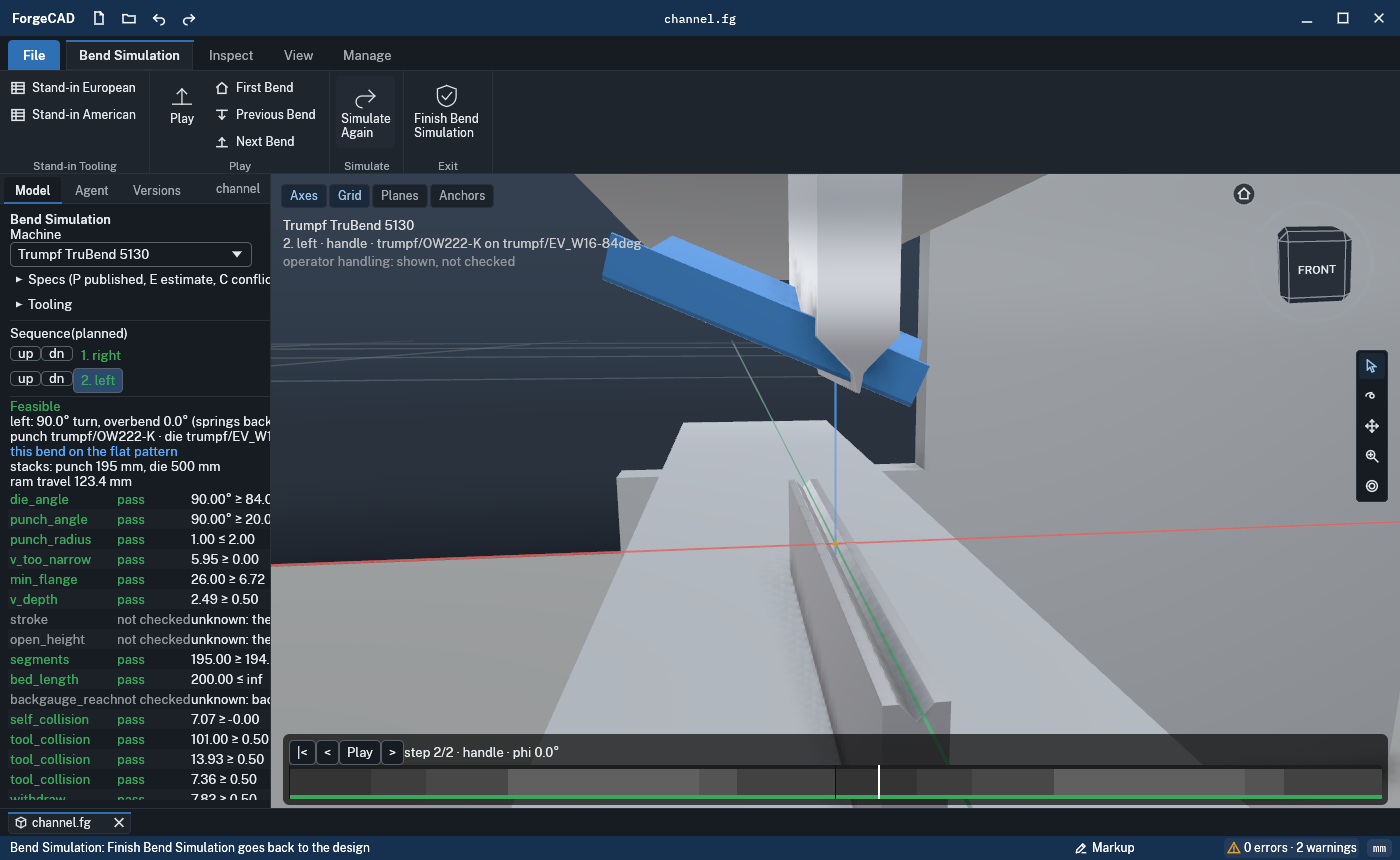 ForgeCAD
channel.fg
File
Bend Simulation
Inspect
View
Manage
Stand-in European
Stand-in American
Stand-in Tooling
Play
First Bend
Previous Bend
Next Bend
Play
Simulate Again
Simulate
Finish Bend Simulation
Exit
Model
Agent
Versions
channel
Bend Simulation
Machine
Trumpf TruBend 5130
Specs (P published, E estimate, C conflic
Tooling
Sequence(planned)
up dn 1. right
up dn 2. left
Feasible
left: 90.0° turn, overbend 0.0° (springs back
punch trumpf/OW222-K · die trumpf/EV_W1
this bend on the flat pattern
stacks: punch 195 mm, die 500 mm
ram travel 123.4 mm
die_angle pass 90.00° ≥ 84.0
punch_angle pass 90.00° ≥ 20.0
punch_radius pass 1.00 ≤ 2.00
v_too_narrow pass 5.95 ≥ 0.00
min_flange pass 26.00 ≥ 6.72
v_depth pass 2.49 ≥ 0.50
stroke not checked unknown: the
open_height not checked unknown: the
segments pass 195.00 ≥ 194.
bed_length pass 200.00 ≤ inf
backgauge_reach not checked unknown: bac
self_collision pass 7.07 ≥ -0.00
tool_collision pass 101.00 ≥ 0.50
tool_collision pass 13.93 ≥ 0.50
tool_collision pass 7.36 ≥ 0.50
withdraw pass 7.82 ≥ 0.50
Axes
Grid
Planes
Anchors
Trumpf TruBend 5130
2. left · handle · trumpf/OW222-K on trumpf/EV_W16-84deg
operator handling: shown, not checked
FRONT
|< < Play > step 2/2 · handle · phi 0.0°
channel.fg
Bend Simulation: Finish Bend Simulation goes back to the design
Markup
0 errors · 2 warnings
mm